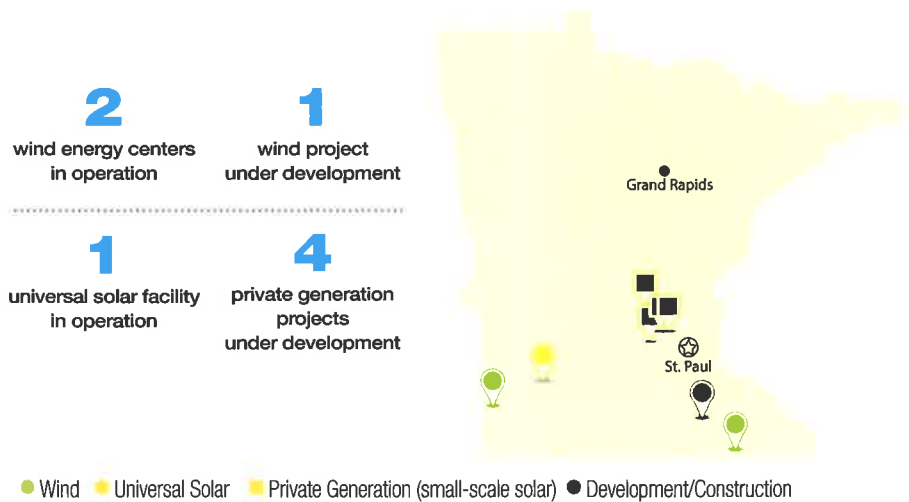 2
wind energy centers
in operation
1
wind project
under development
1
universal solar facility
in operation
4
private generation
projects
under development
Grand Rapids
St. Paul
Wind Universal Solar Private Generation (small-scale solar) Development/Construction